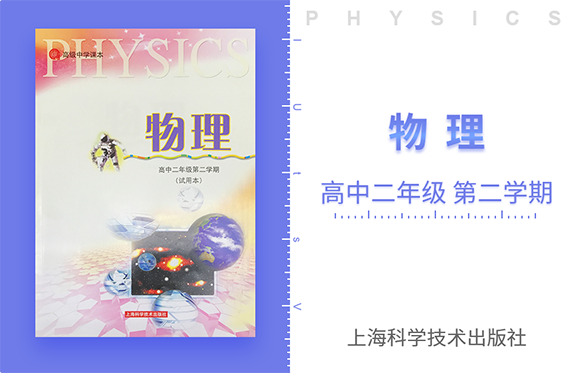 高级中学课本
PHYSICS
物理
高中二年级第二学期
(试用本)
上海科学技术出版社
PHYSICS
I
U
t
s
V
物理
高中二年级 第二学期
上海科学技术出版社